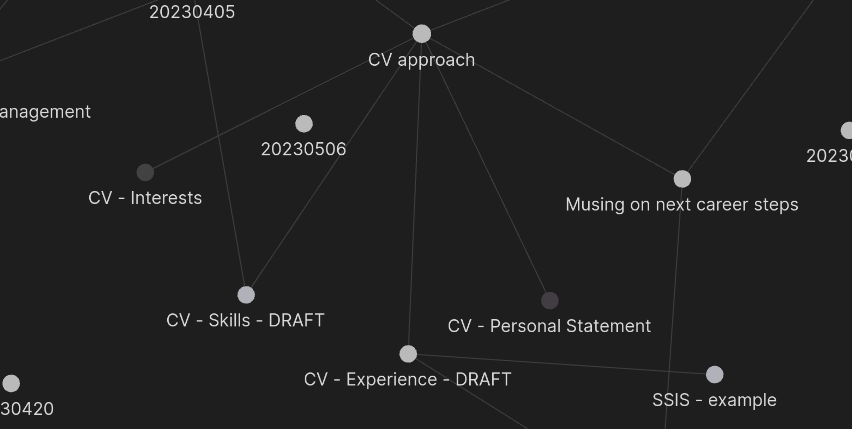 20230405
CV approach
anagement
20230506
2023
CV - Interests
Musing on next career steps
CV - Skills - DRAFT
CV - Personal Statement
CV - Experience - DRAFT
SSIS - example
30420